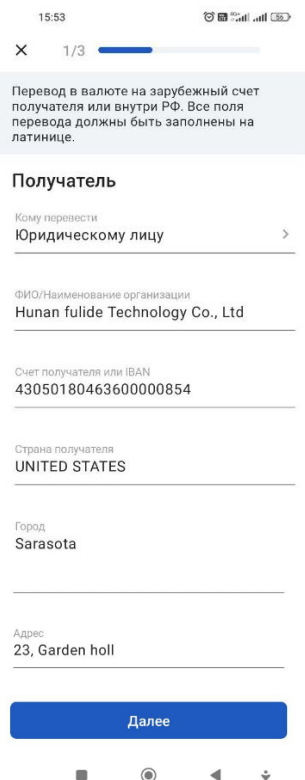 15:53
56
1/3
Перевод в валюте на зарубежный счет
получателя или внутри РФ. Все поля
перевода должны быть заполнены на
латинице.
Получатель
Кому перевести
Юридическому лицу
ФИО/Наименование организации
Hunan fulide Technology Co., Ltd
Счет получателя или IBAN
43050180463600000854
Страна получателя
UNITED STATES
Город
Sarasota
Адрес
23, Garden holl
Далее